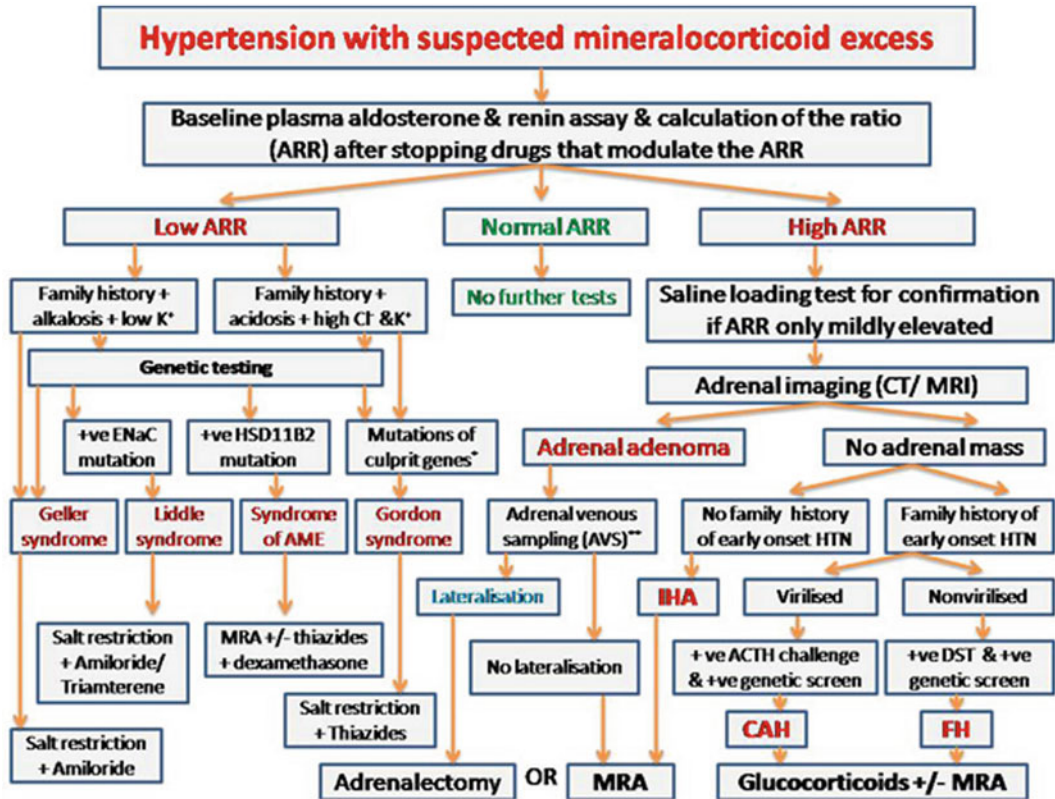 Hypertension with suspected mineralocorticoid excess
Baseline plasma aldosterone & renin assay & calculation of the ratio
(ARR) after stopping drugs that modulate the ARR
Low ARR
Normal ARR
High ARR
Family history +
alkalosis + low K⁺
Family history +
acidosis + high Cl⁻ &K⁺
No further tests
Saline loading test for confirmation
if ARR only mildly elevated
Genetic testing
Adrenal imaging (CT/ MRI)
+ve ENaC
mutation
+ve HSD11B2
mutation
Mutations of
culprit genes*
Adrenal adenoma
No adrenal mass
Geller
syndrome
Liddle
syndrome
Syndrome
of AME
Gordon
syndrome
Adrenal venous
sampling (AVS)**
No family history
of early onset HTN
Family history of
early onset HTN
Lateralisation
IHA
Virilised
Nonvirilised
Salt restriction
+ Amiloride/
Triamterene
MRA +/- thiazides
+ dexamethasone
No lateralisation
+ ve ACTH challenge
& +ve genetic screen
+ve DST & +ve
genetic screen
Salt restriction
+ Thiazides
CAH
FH
Salt restriction
+ Amiloride
Adrenalectomy
OR
MRA
Glucocorticoids +/- MRA